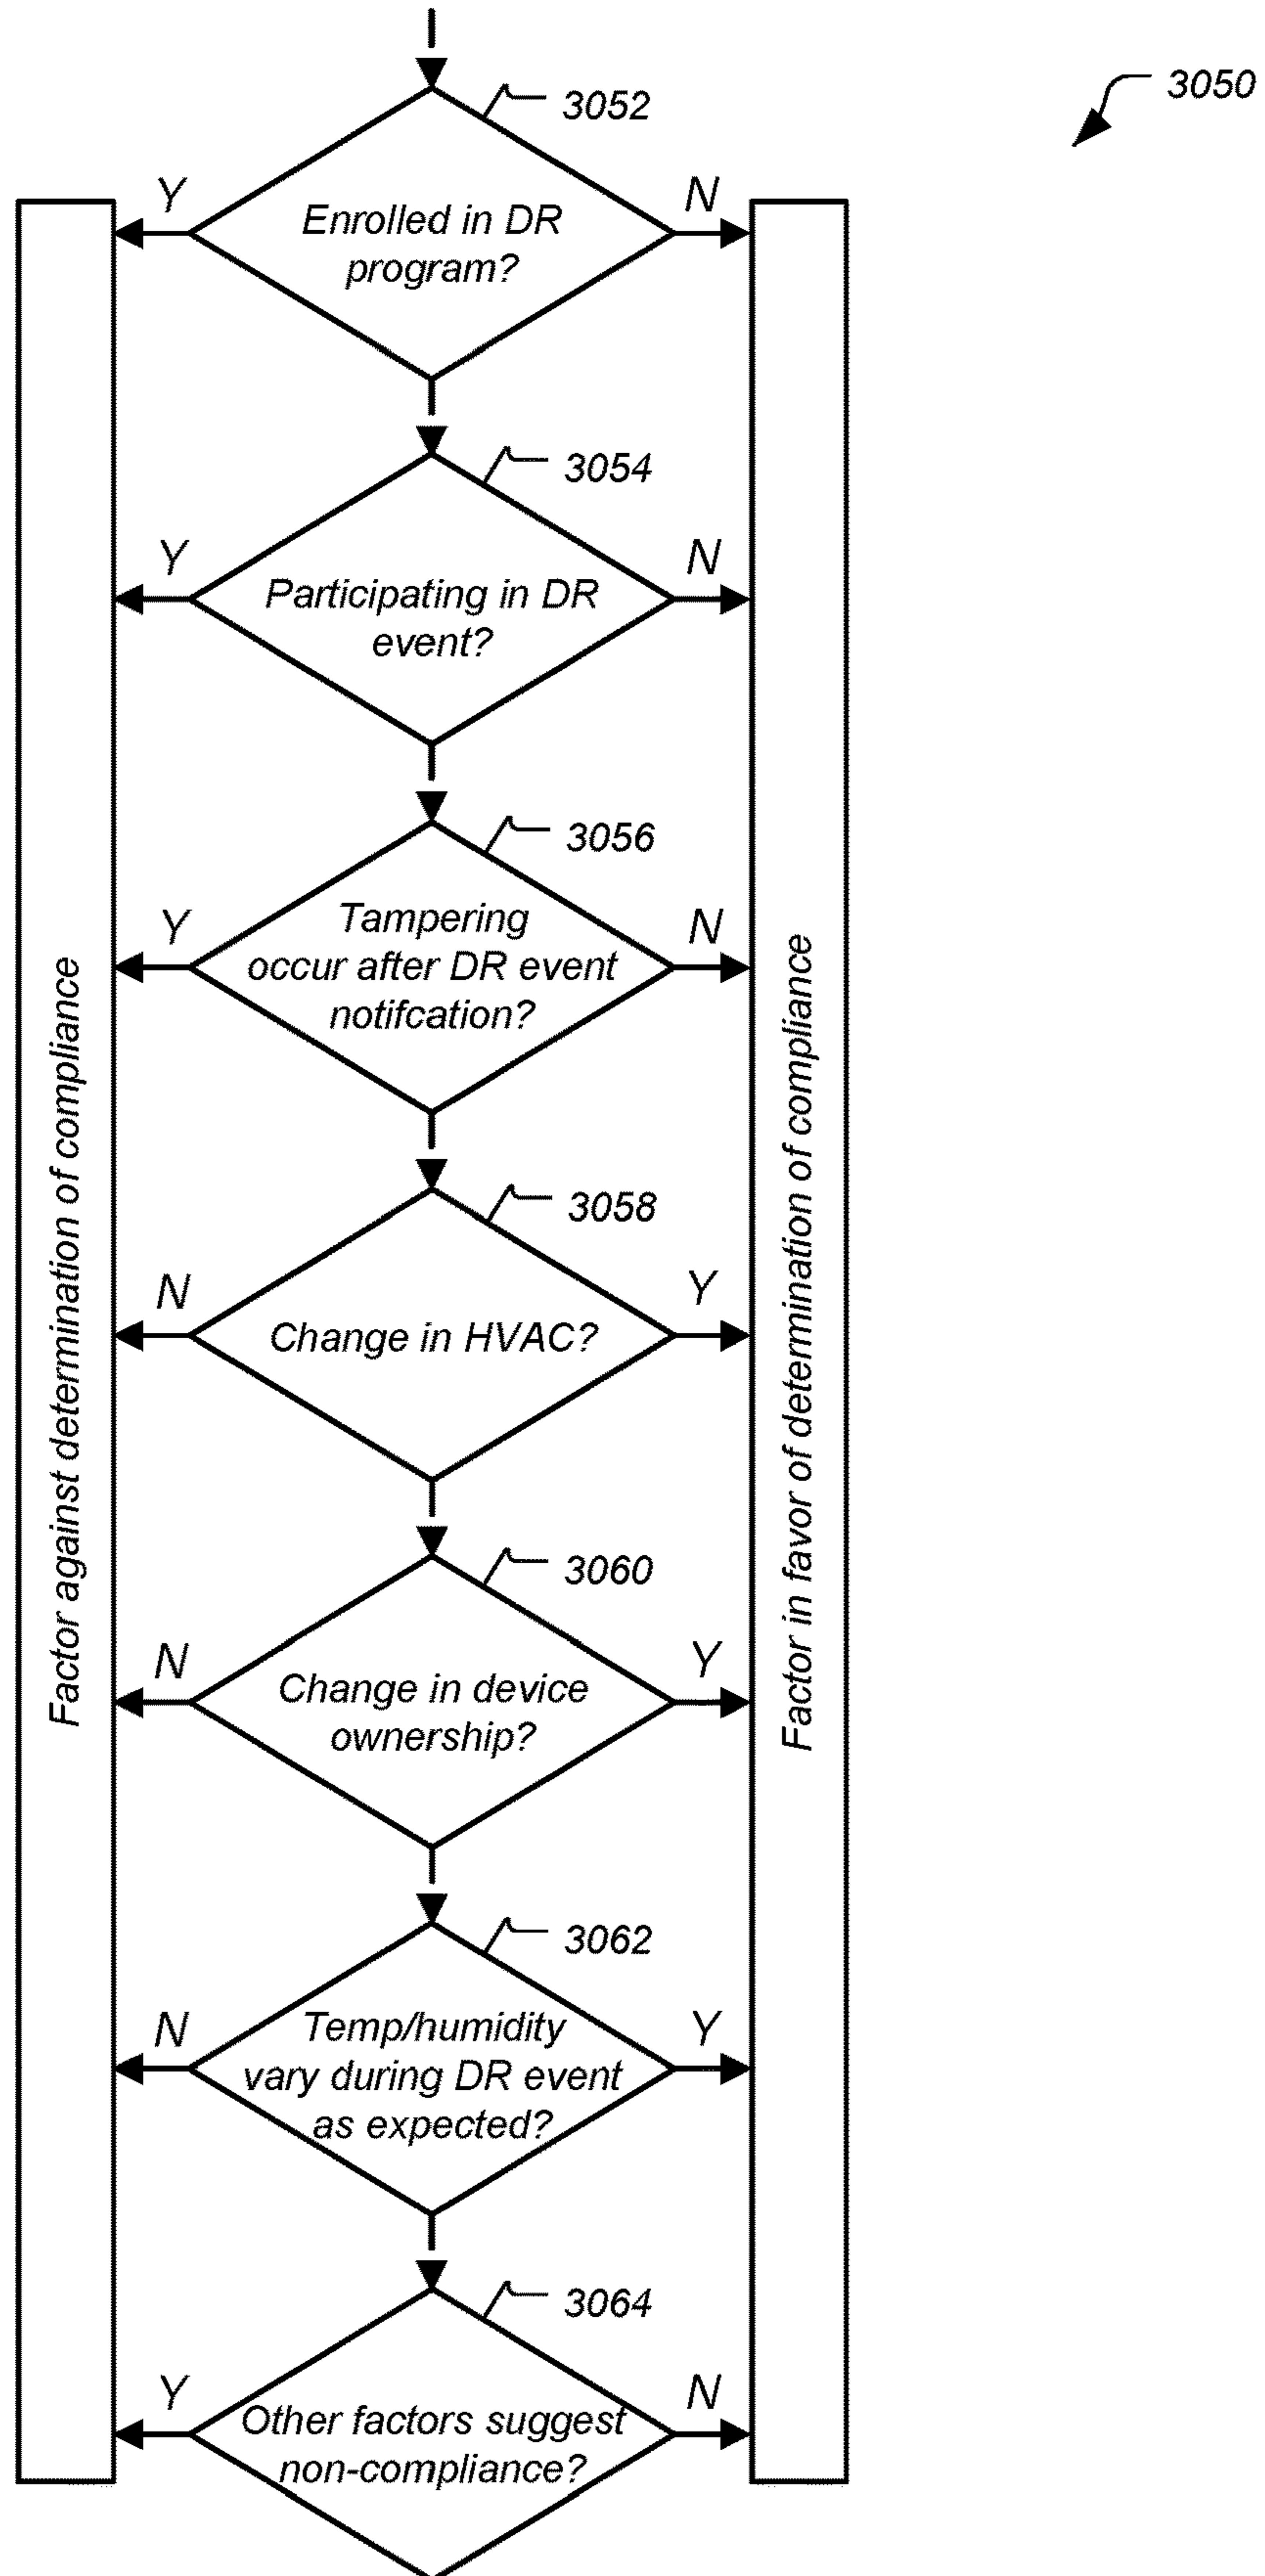 3050
3052
Y
N
Enrolled in DR
program?
3054
Y
N
Participating in DR
event?
3056
Y
N
Tampering
occur after DR event
notifcation?
3058
N
Y
Change in HVAC?
3060
N
Y
Change in device
ownership?
3062
N
Y
Temp/humidity
vary during DR event
as expected?
3064
Y
N
Other factors suggest
non-compliance?
Factor against determination of compliance
Factor in favor of determination of compliance